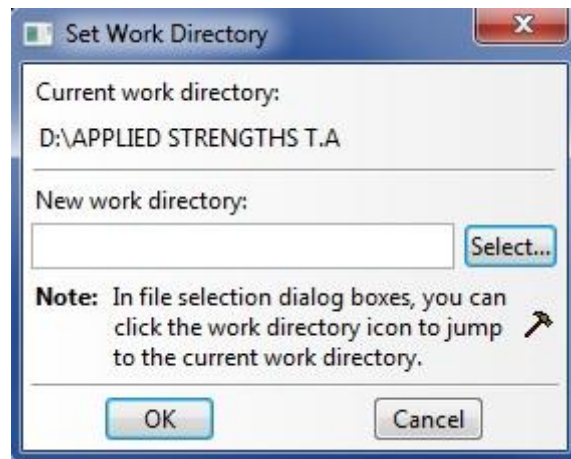 Set Work Directory
Current work directory:
D:\APPLIED STRENGTHS T.A
New work directory:
Select...
Note: In file selection dialog boxes, you can
click the work directory icon to jump
to the current work directory.
OK Cancel